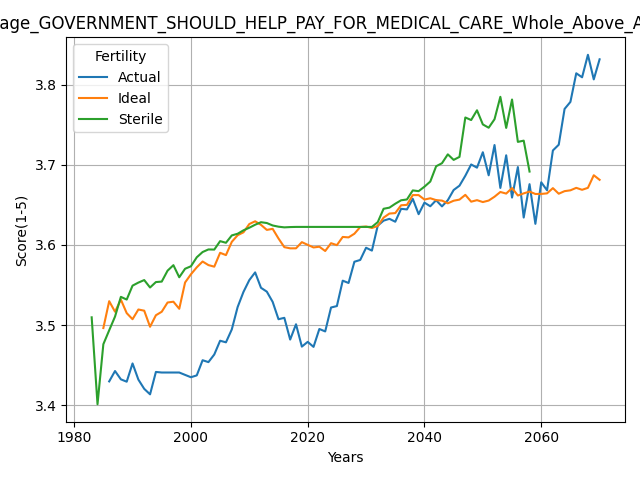 age_GOVERNMENT_SHOULD_HELP_PAY_FOR_MEDICAL_CARE_Whole_Above_A
Fertility
Actual
Ideal
Sterile
3.8
3.7
3.6
3.5
3.4
Score(1-5)
1980
2000
2020
2040
2060
Years